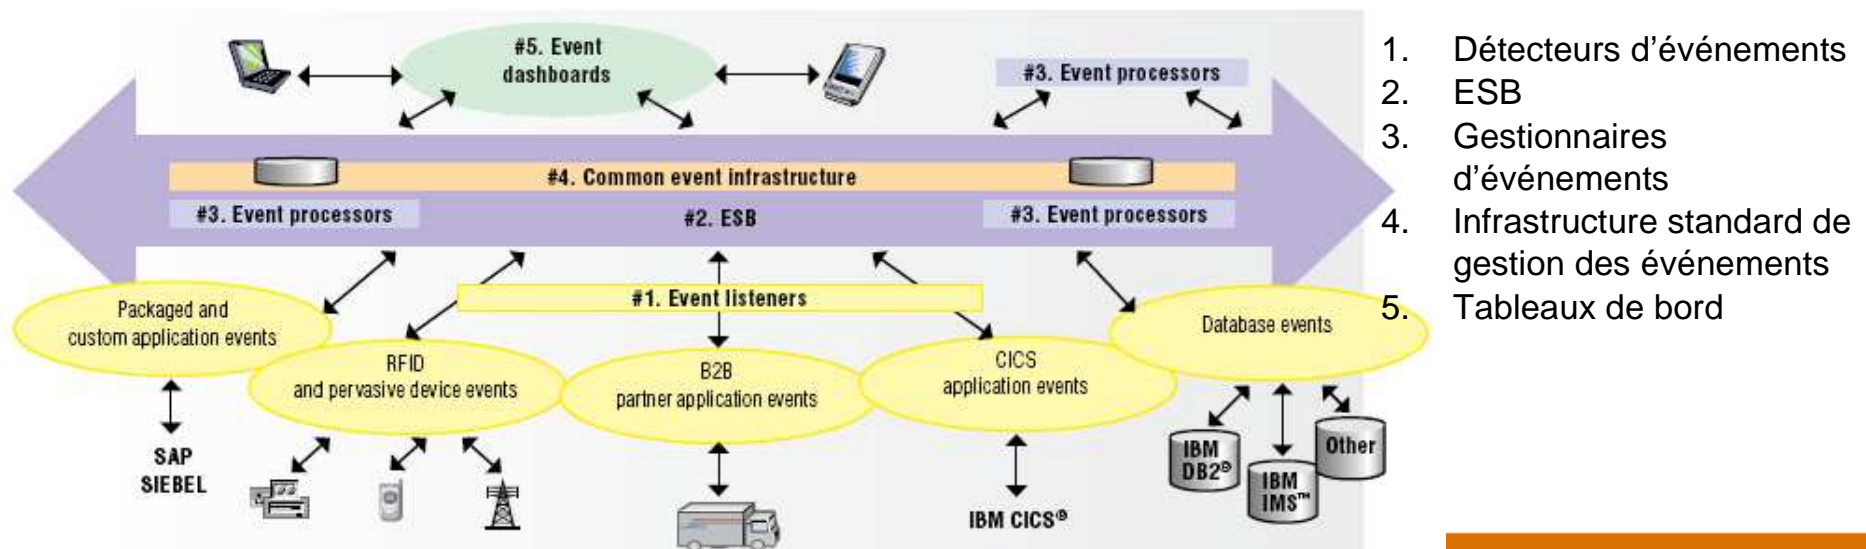 #5. Event
dashboards
#3. Event processors
#4. Common event infrastructure
#3. Event processors
#2. ESB
#3. Event processors
#1. Event listeners
Packaged and
custom application events
RFID
and pervasive device events
B2B
partner application events
CICS
application events
Database events
SAP
SIEBEL
IBM CICS®
IBM
DB2®
IBM
IMS™
Other
1. Détecteurs d’événements
2. ESB
3. Gestionnaires
d’événements
4. Infrastructure standard de
gestion des événements
5. Tableaux de bord